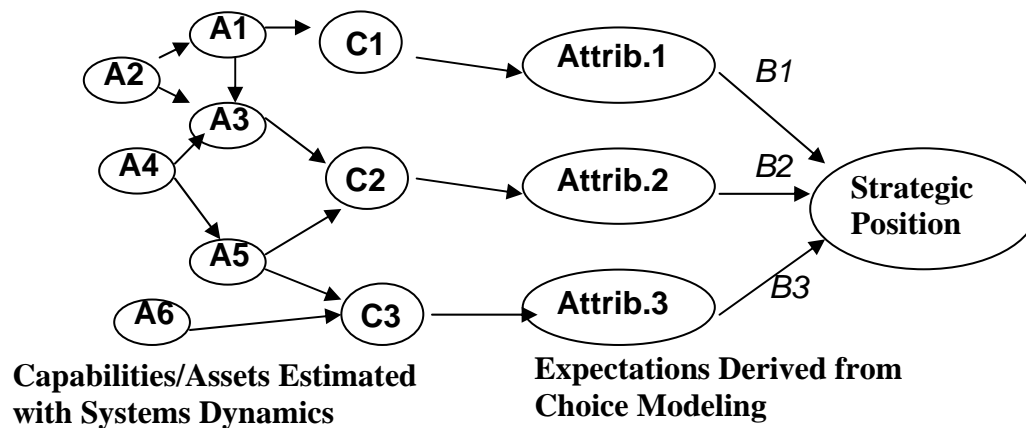 A1
C1
Attrib.1
B1
A2
A3
A4
C2
Attrib.2
B2
Strategic
Position
A5
A6
C3
Attrib.3
B3
Capabilities/Assets Estimated
with Systems Dynamics
Expectations Derived from
Choice Modeling